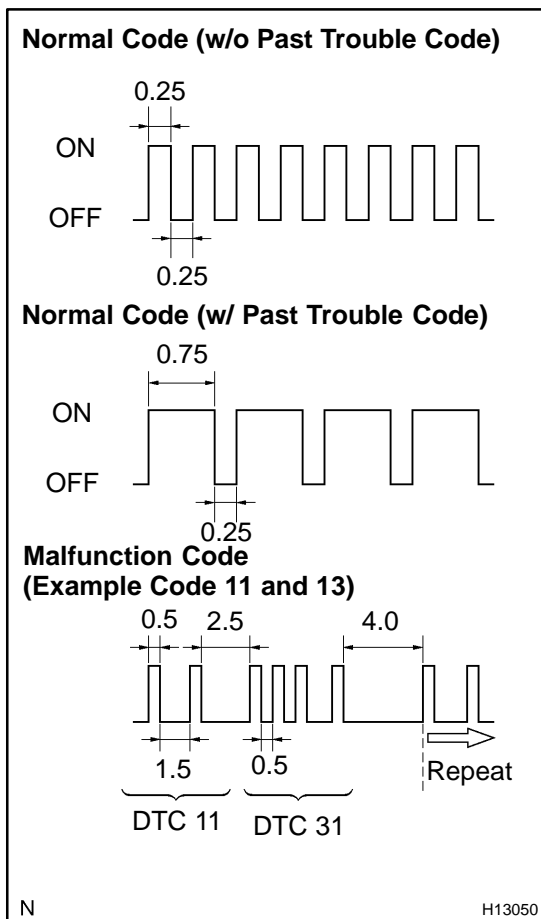 Normal Code (w/o Past Trouble Code)
0.25
ON
OFF
0.25
Normal Code (w/ Past Trouble Code)
0.75
ON
OFF
0.25
Malfunction Code
(Example Code 11 and 13)
0.5 2.5 4.0
1.5 0.5 Repeat
DTC 11 DTC 31
N H13050